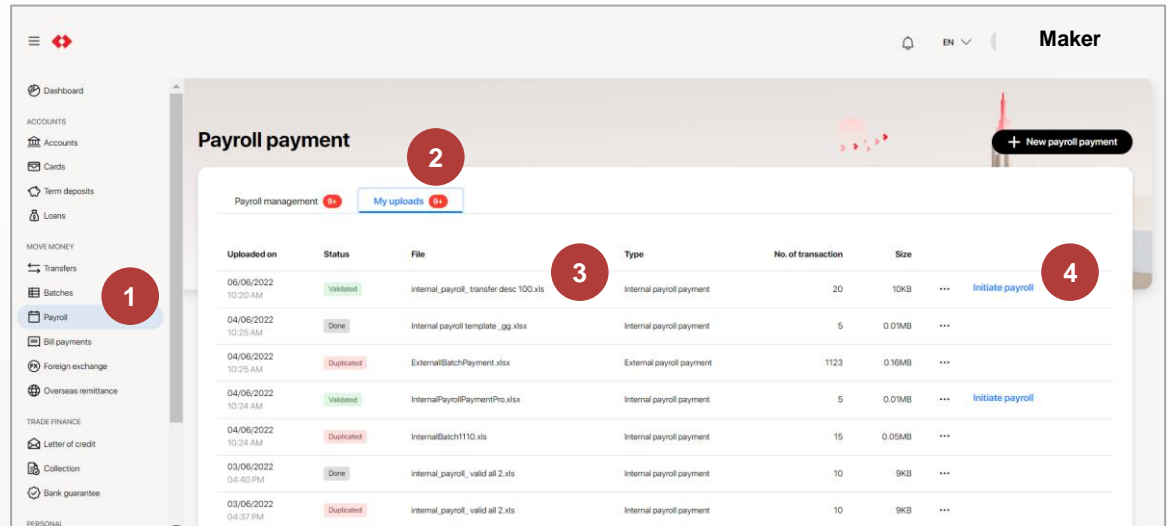 EN
Maker
Dashboard
ACCOUNTS
Accounts
Cards
Term deposits
Loans
MOVE MONEY
Transfers
Batches
Payroll
Bill payments
FX
Foreign exchange
Overseas remittance
TRADE FINANCE
Letter of credit
Collection
Bank guarantee
PERSONAL
1
Payroll payment
+ New payroll payment
2
Payroll management 9+ My uploads 9+
3
4
Uploaded on Status File Type No. of transaction Size
06/06/2022 Validated internal_payroll_ transfer desc 100.xls Internal payroll payment 20 10KB ... Initiate payroll
10:20 AM
04/06/2022 Done Internal payroll template _gg.xlsx Internal payroll payment 5 0.01MB ...
10:25 AM
04/06/2022 Duplicated ExternalBatchPayment.xlsx External payroll payment 1123 0.16MB ...
10:25 AM
04/06/2022 Validated InternalPayrollPaymentPro.xlsx Internal payroll payment 5 0.01MB ... Initiate payroll
10:24 AM
04/06/2022 Duplicated InternalBatch1110.xls Internal payroll payment 15 0.05MB ...
10:24 AM
03/06/2022 Done internal_payroll_ valid all 2.xls Internal payroll payment 10 9KB ...
04:40 PM
03/06/2022 Duplicated internal_payroll_ valid all 2.xls Internal payroll payment 10 9KB ...
04:37 PM